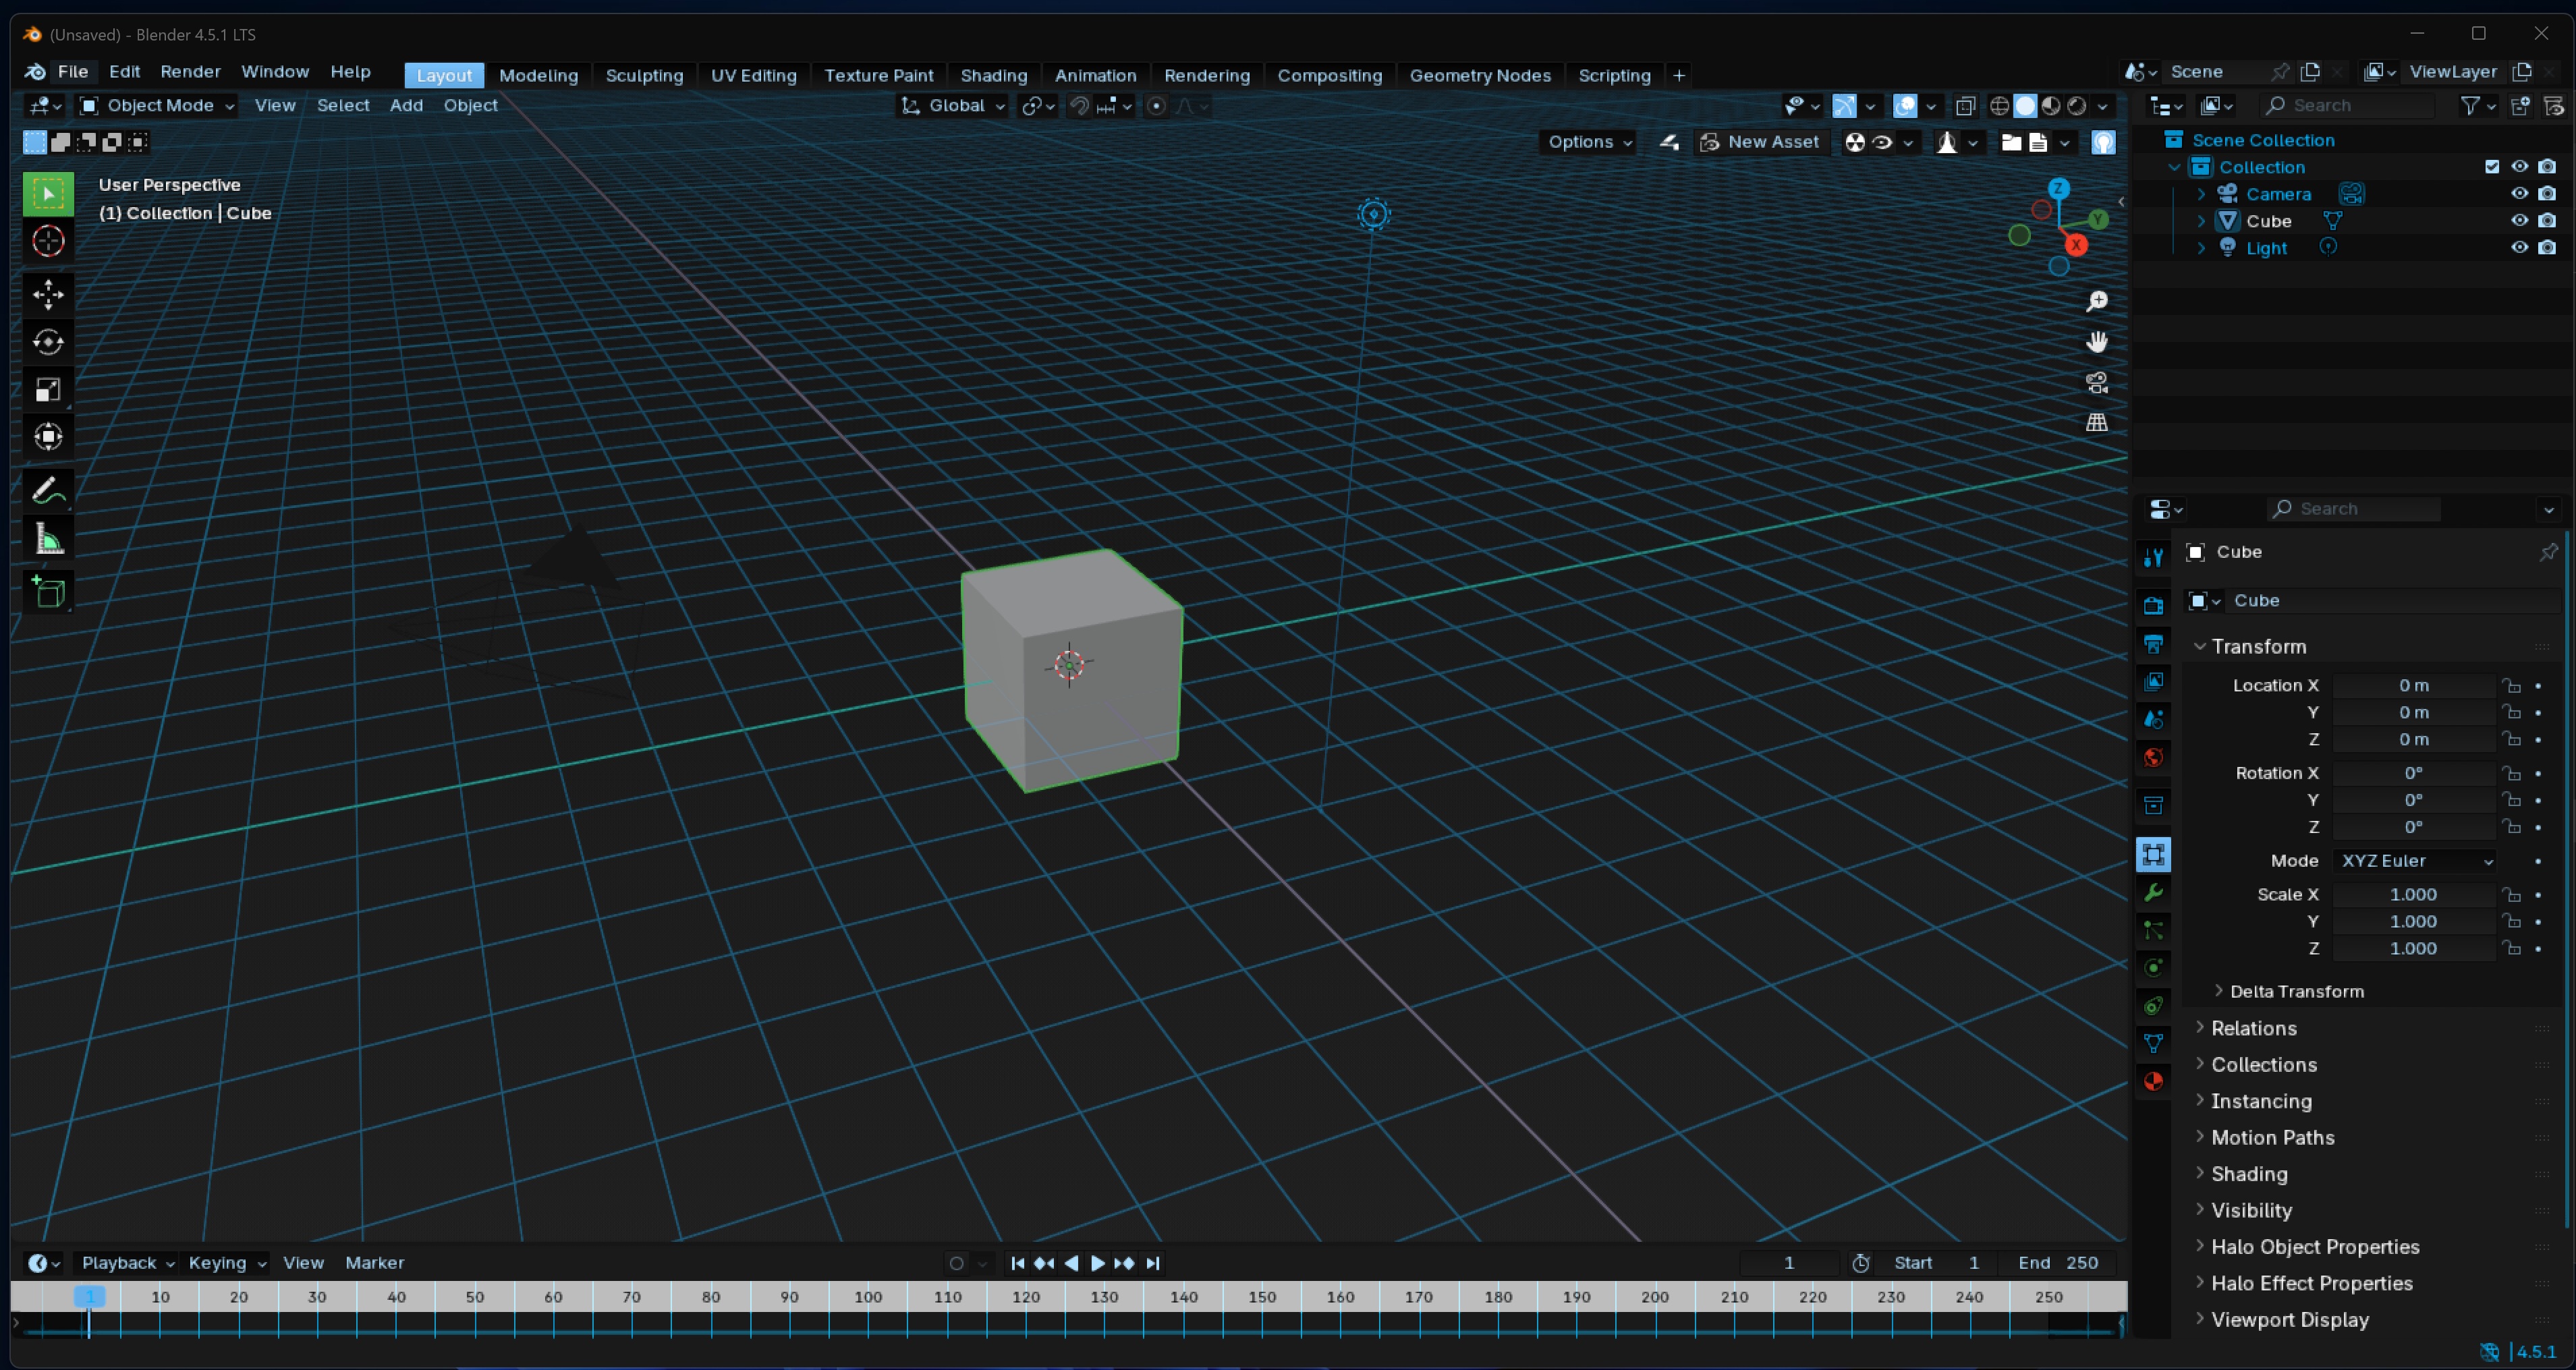 (Unsaved) - Blender 4.5.1 LTS
File Edit Render Window Help Layout Modeling Sculpting UV Editing Texture Paint Shading Animation Rendering Compositing Geometry Nodes Scripting + Scene ViewLayer
Object Mode View Select Add Object Global Search
Options New Asset
User Perspective
(1) Collection | Cube
Z
Y
X
Scene Collection
Collection
Camera
Cube
Light
Search
Cube
Cube
Transform
Location X 0 m
Y 0 m
Z 0 m
Rotation X 0°
Y 0°
Z 0°
Mode XYZ Euler
Scale X 1.000
Y 1.000
Z 1.000
Delta Transform
Relations
Collections
Instancing
Motion Paths
Shading
Visibility
Halo Object Properties
Halo Effect Properties
Viewport Display
Playback Keying View Marker 1 Start 1 End 250
1 10 20 30 40 50 60 70 80 90 100 110 120 130 140 150 160 170 180 190 200 210 220 230 240 250
4.5.1